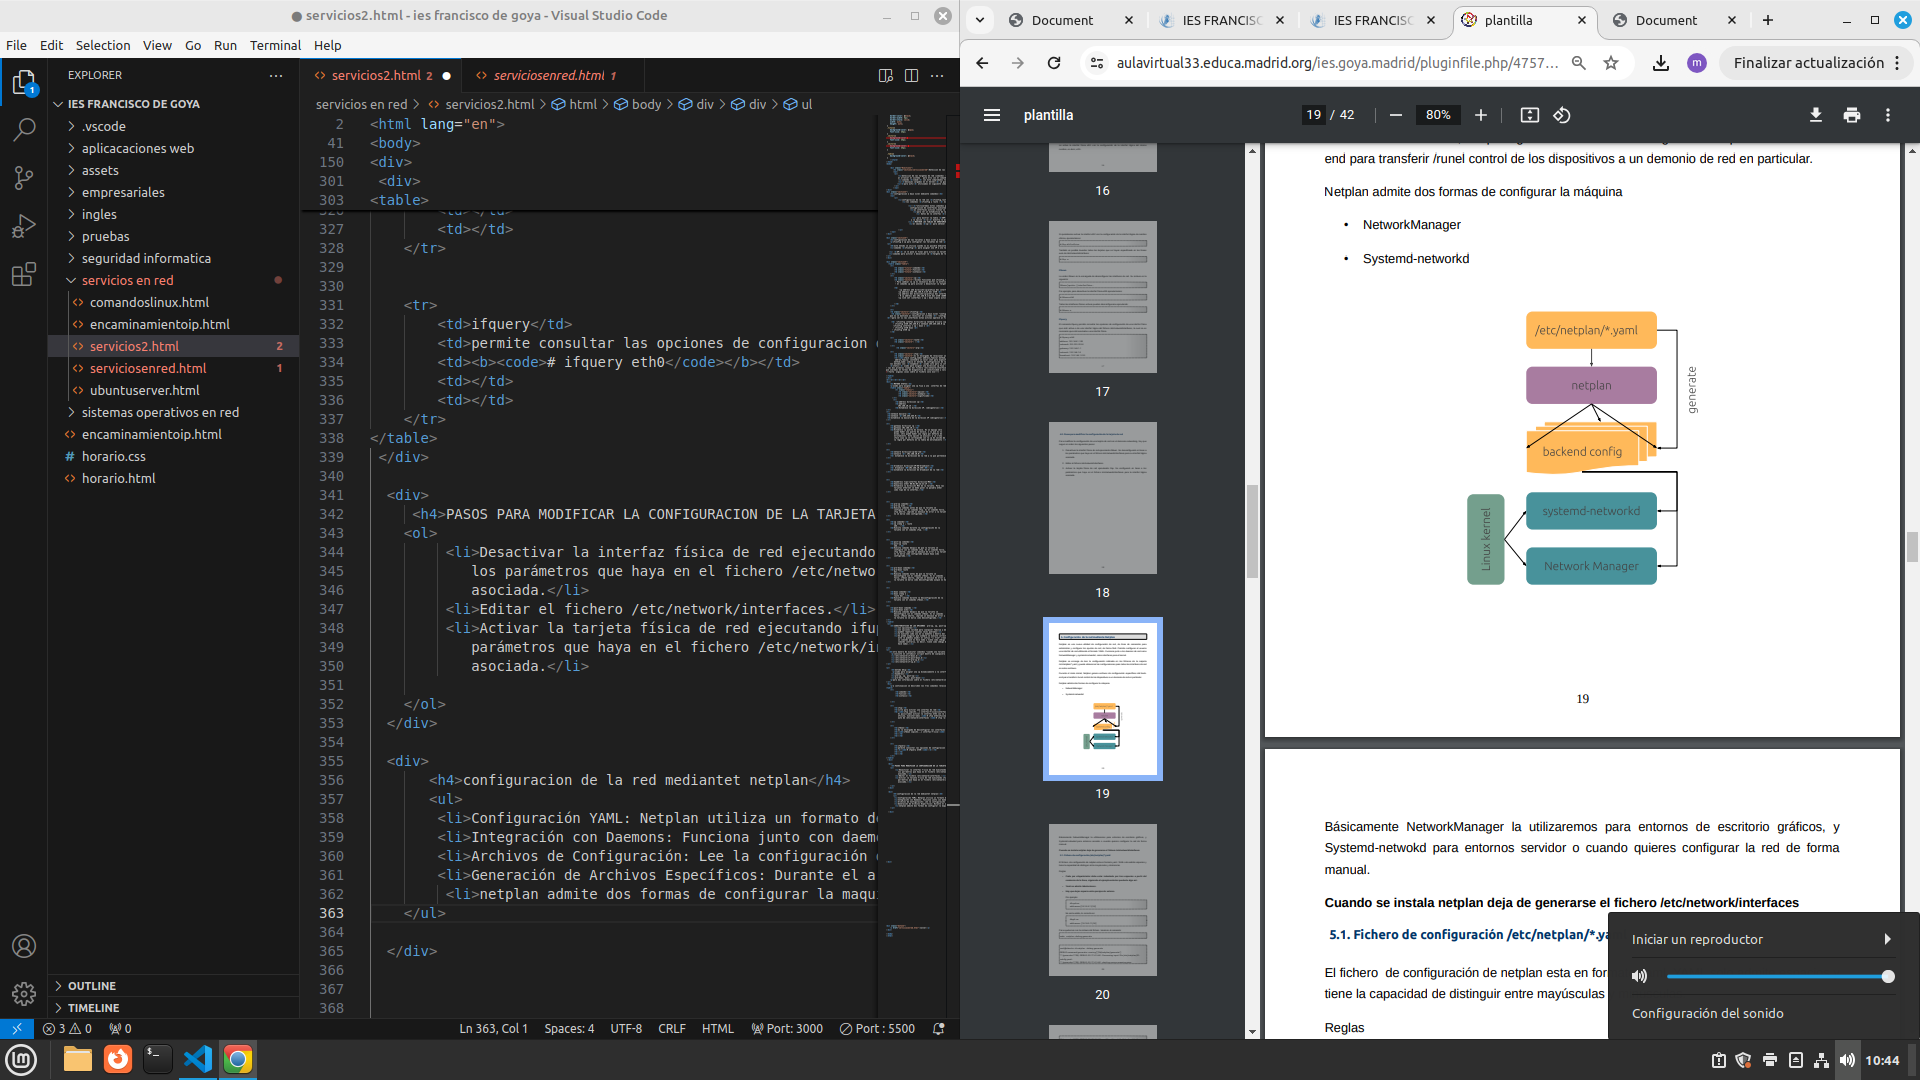 servicios2.html - ies francisco de goya - Visual Studio Code
File Edit Selection View Go Run Terminal Help
EXPLORER
IES FRANCISCO DE GOYA
.vscode
aplicacaciones web
assets
empresariales
ingles
pruebas
seguridad informatica
servicios en red
comandoslinux.html
encaminamientoip.html
servicios2.html 2
serviciosenred.html 1
ubuntuserver.html
sistemas operativos en red
encaminamientoip.html
horario.css
horario.html
OUTLINE
TIMELINE
servicios2.html 2
serviciosenred.html 1
servicios en red > servicios2.html > html > body > div > div > ul
2 <html lang="en">
41 <body>
150 <div>
301 <div>
303 <table>
327 <td></td>
328 </tr>
329
330
331 <tr>
332 <td>ifquery</td>
333 <td>permite consultar las opciones de configuracion
334 <td><b><code># ifquery eth0</code></b></td>
335 <td></td>
336 <td></td>
337 </tr>
338 </table>
339 </div>
340
341 <div>
342 <h4>PASOS PARA MODIFICAR LA CONFIGURACION DE LA TARJETA
343 <ol>
344 <li>Desactivar la interfaz física de red ejecutando
345 los parámetros que haya en el fichero /etc/netwo
346 asociada.</li>
347 <li>Editar el fichero /etc/network/interfaces.</li>
348 <li>Activar la tarjeta física de red ejecutando ifup
349 parámetros que haya en el fichero /etc/network/in
350 asociada.</li>
351
352 </ol>
353 </div>
354
355 <div>
356 <h4>configuracion de la red mediantet netplan</h4>
357 <ul>
358 <li>Configuración YAML: Netplan utiliza un formato de
359 <li>Integración con Daemons: Funciona junto con daem
360 <li>Archivos de Configuración: Lee la configuración
361 <li>Generación de Archivos Específicos: Durante el a
362 <li>netplan admite dos formas de configurar la maqu
363 </ul>
364
365 </div>
366
367
368
3 0 0 Ln 363, Col 1 Spaces: 4 UTF-8 CRLF HTML Port: 3000 Port : 5500
Document
IES FRANCISC
IES FRANCISC
plantilla
Document
aulavirtual33.educa.madrid.org/ies.goya.madrid/pluginfile.php/4757...
m
Finalizar actualización
plantilla
19 / 42
80%
16
17
18
19
20
end para transferir /runel control de los dispositivos a un demonio de red en particular.
Netplan admite dos formas de configurar la máquina
• NetworkManager
• Systemd-networkd
/etc/netplan/*.yaml
netplan
generate
backend config
systemd-networkd
Linux kernel
Network Manager
19
Básicamente NetworkManager la utilizaremos para entornos de escritorio gráficos, y
Systemd-netwokd para entornos servidor o cuando quieres configurar la red de forma
manual.
Cuando se instala netplan deja de generarse el fichero /etc/network/interfaces
5.1. Fichero de configuración /etc/netplan/*.ya
El fichero de configuración de netplan esta en for
tiene la capacidad de distinguir entre mayúsculas
Reglas
Iniciar un reproductor
Configuración del sonido
10:44